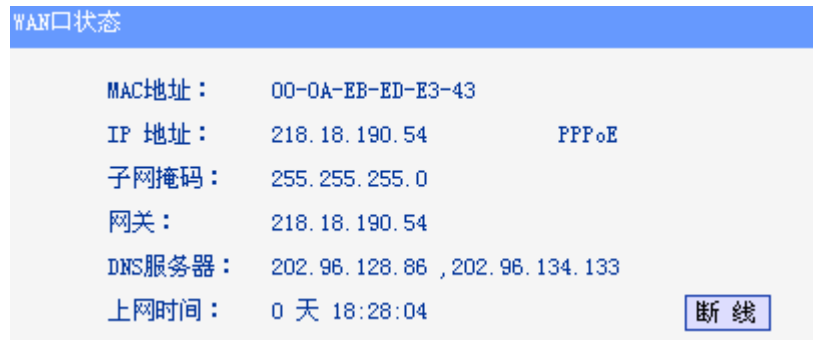 WAN口状态
MAC地址： 00-0A-EB-ED-E3-43
IP 地址： 218.18.190.54 PPPoE
子网掩码： 255.255.255.0
网关： 218.18.190.54
DNS服务器： 202.96.128.86 ,202.96.134.133
上网时间： 0 天 18:28:04 断 线